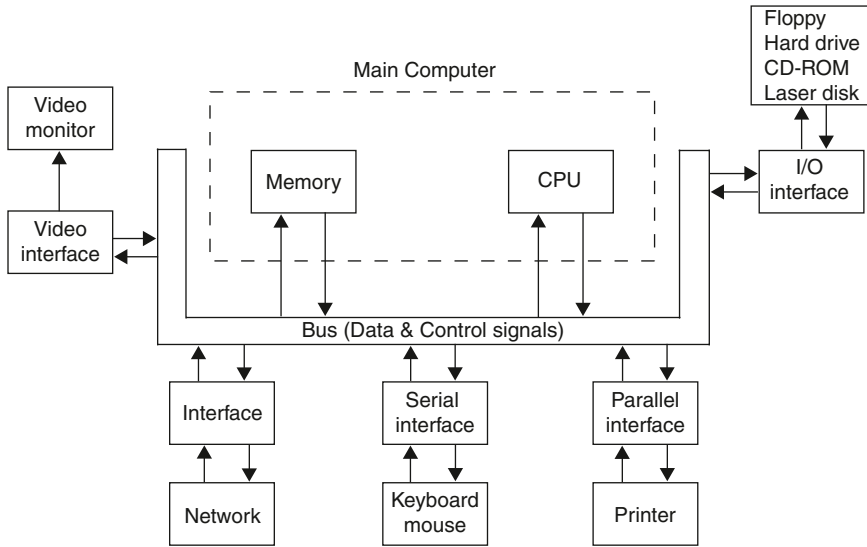 Floppy
Hard drive
CD-ROM
Laser disk
Main Computer
Video
monitor
Memory
CPU
I/O
interface
Video
interface
Bus (Data & Control signals)
Interface
Serial
interface
Parallel
interface
Network
Keyboard
mouse
Printer